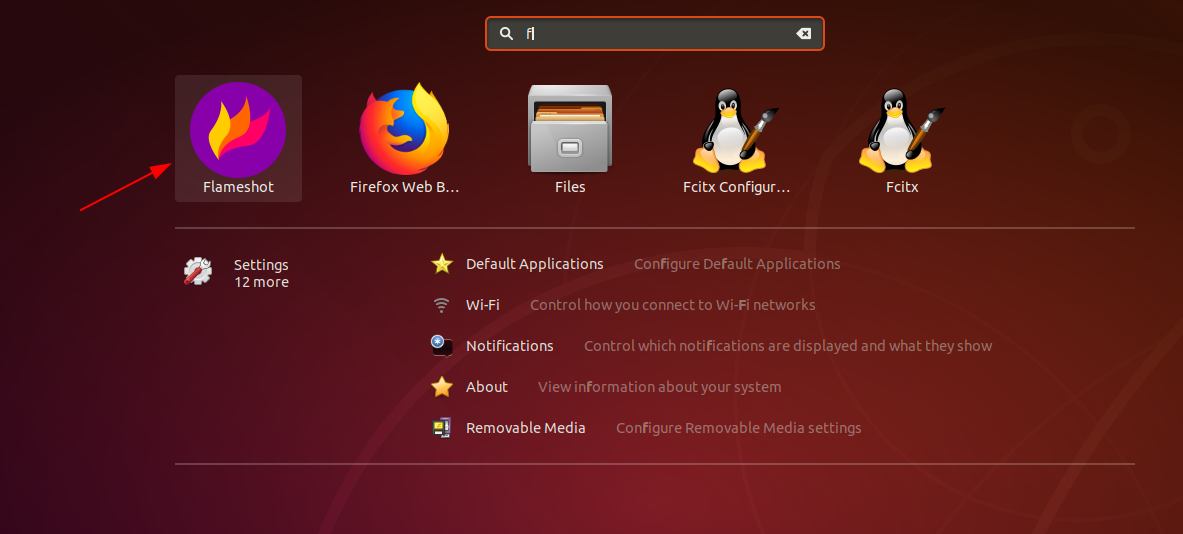 f
Flameshot
Firefox Web B...
Files
Fcitx Configur...
Fcitx
Settings
12 more
Default Applications Configure Default Applications
Wi-Fi Control how you connect to Wi-Fi networks
Notifications Control which notifications are displayed and what they show
About View information about your system
Removable Media Configure Removable Media settings